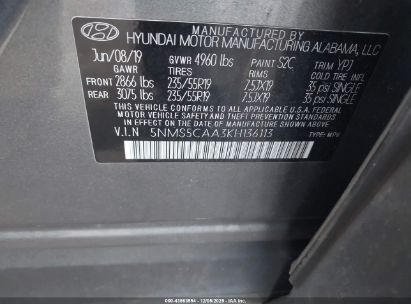 HYUNDAI MOTOR MANUFACTURING ALABAMA, LLC
Jun/08/19 GVWR 4960 lbs PAINT S2C TRIM YPJ
GAWR TIRES RIMS COLD TIRE INFL
FRONT 2866 lbs 235/55R19 7.5JX19 35 psi SINGLE
REAR 3075 lbs 235/55R19 7.5JX19 35 psi SINGLE
THIS VEHICLE CONFORMS TO ALL APPLICABLE U.S. FEDERAL MOTOR VEHICLE
SAFETY AND THEFT PREVENTION STANDARDS IN EFFECT ON THE DATE OF
MANUFACTURE SHOWN ABOVE.
V.I.N 5NMS5CAA3KH136113 TYPE: MPV